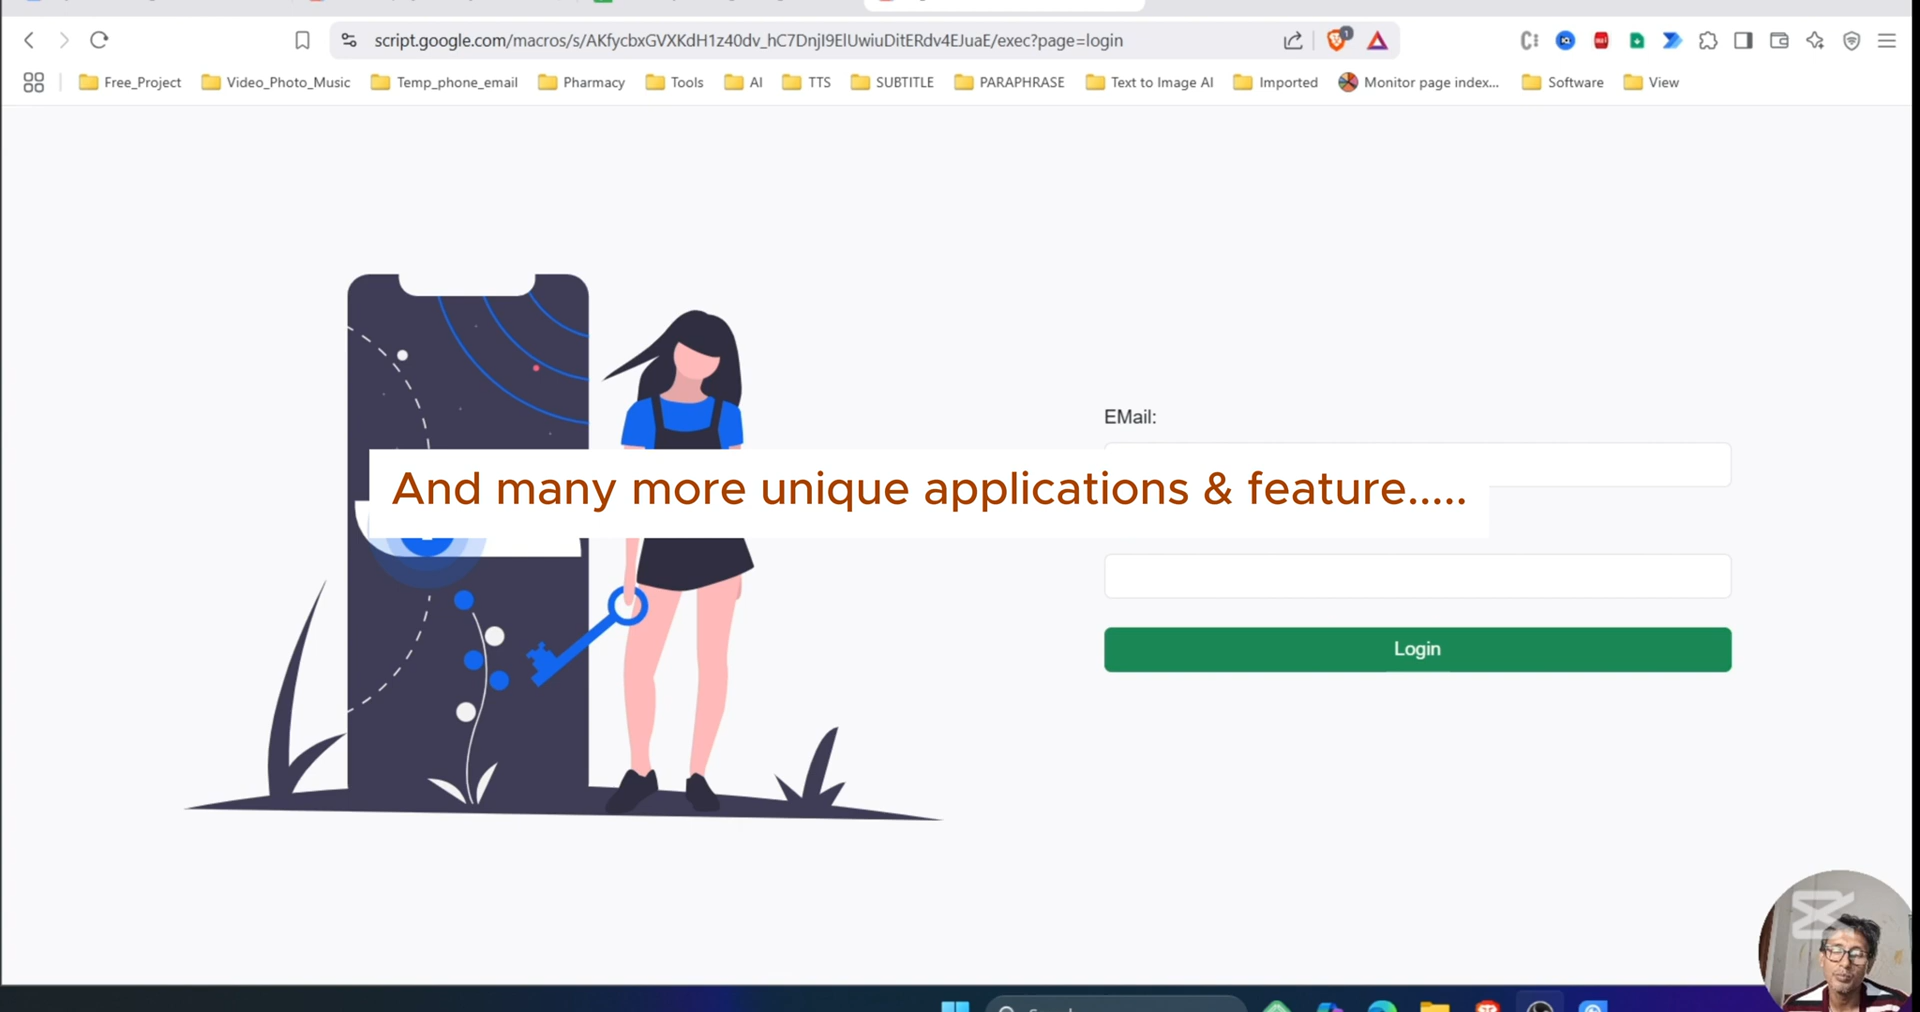 script.google.com/macros/s/AKfycbxGVXKdH1z40dv_hC7DnjI9ElUwiuDitERdv4EJuaE/exec?page=login
Free_Project Video_Photo_Music Temp_phone_email Pharmacy Tools AI TTS SUBTITLE PARAPHRASE Text to Image AI Imported Monitor page index... Software View
EMail:
And many more unique applications & feature.....
Login